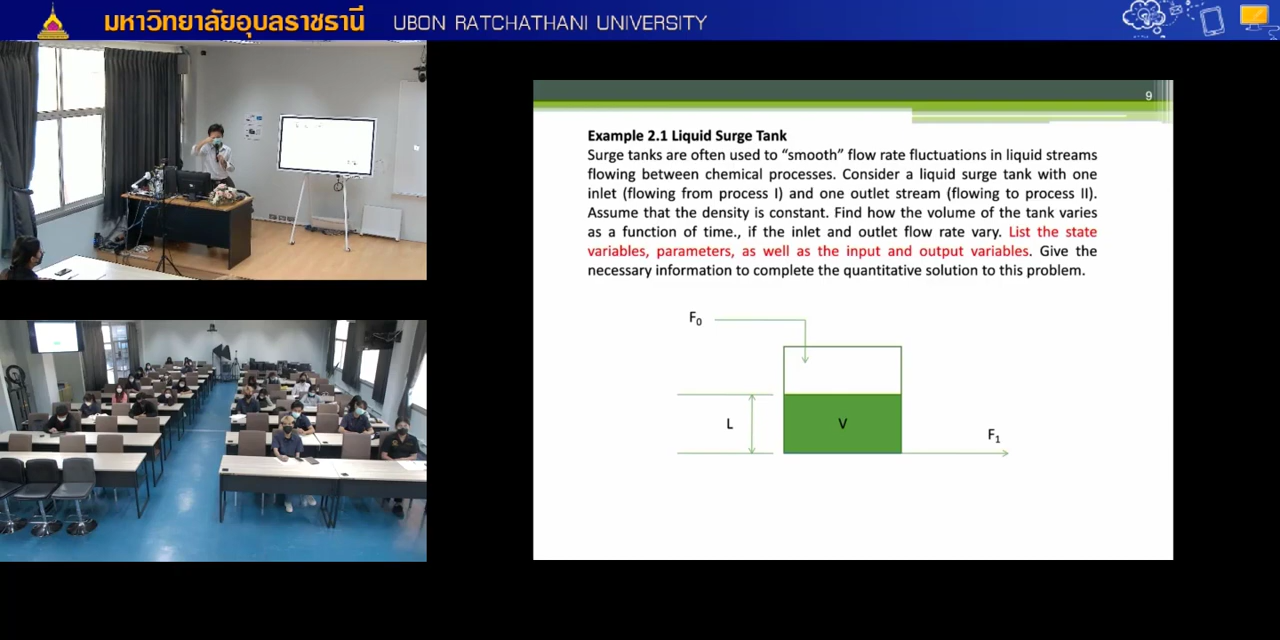 มหาวิทยาลัยอุบลราชธานี UBON RATCHATHANI UNIVERSITY
9
Example 2.1 Liquid Surge Tank
Surge tanks are often used to “smooth” flow rate fluctuations in liquid streams
flowing between chemical processes. Consider a liquid surge tank with one
inlet (flowing from process I) and one outlet stream (flowing to process II).
Assume that the density is constant. Find how the volume of the tank varies
as a function of time., if the inlet and outlet flow rate vary. List the state
variables, parameters, as well as the input and output variables. Give the
necessary information to complete the quantitative solution to this problem.
F₀
L
V
F₁